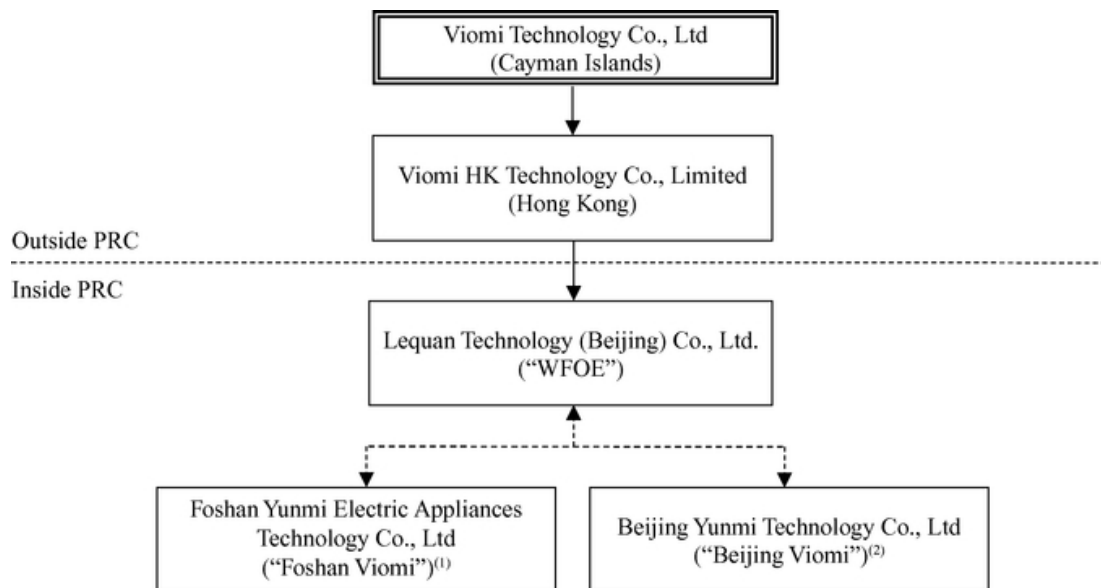 Viomi Technology Co., Ltd
(Cayman Islands)
Viomi HK Technology Co., Limited
(Hong Kong)
Outside PRC
Inside PRC
Lequan Technology (Beijing) Co., Ltd.
(“WFOE”)
Foshan Yunmi Electric Appliances
Technology Co., Ltd
(“Foshan Viomi”)(1)
Beijing Yunmi Technology Co., Ltd
(“Beijing Viomi”)(2)